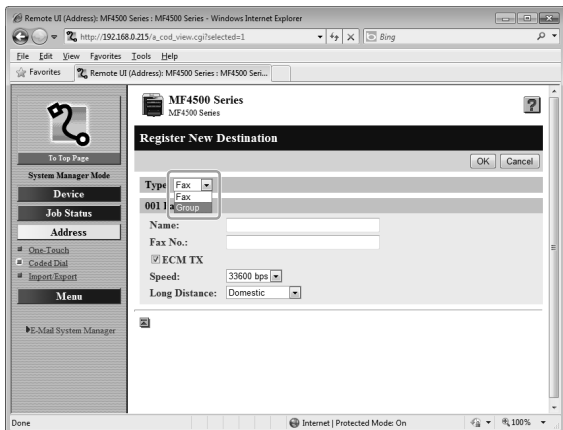 Remote UI (Address): MF4500 Series : MF4500 Series - Windows Internet Explorer
http://192.168.0.215/a_cod_view.cgi?selected=1
Bing
File Edit View Favorites Tools Help
Favorites
Remote UI (Address): MF4500 Series : MF4500 Seri...
MF4500 Series
MF4500 Series
?
To Top Page
System Manager Mode
Device
Job Status
Address
One-Touch
Coded Dial
Import/Export
Menu
E-Mail System Manager
Register New Destination
OK Cancel
Type Fax
Fax
Group
001
Name:
Fax No.:
ECM TX
Speed: 33600 bps
Long Distance: Domestic
Done
Internet | Protected Mode: On
100%